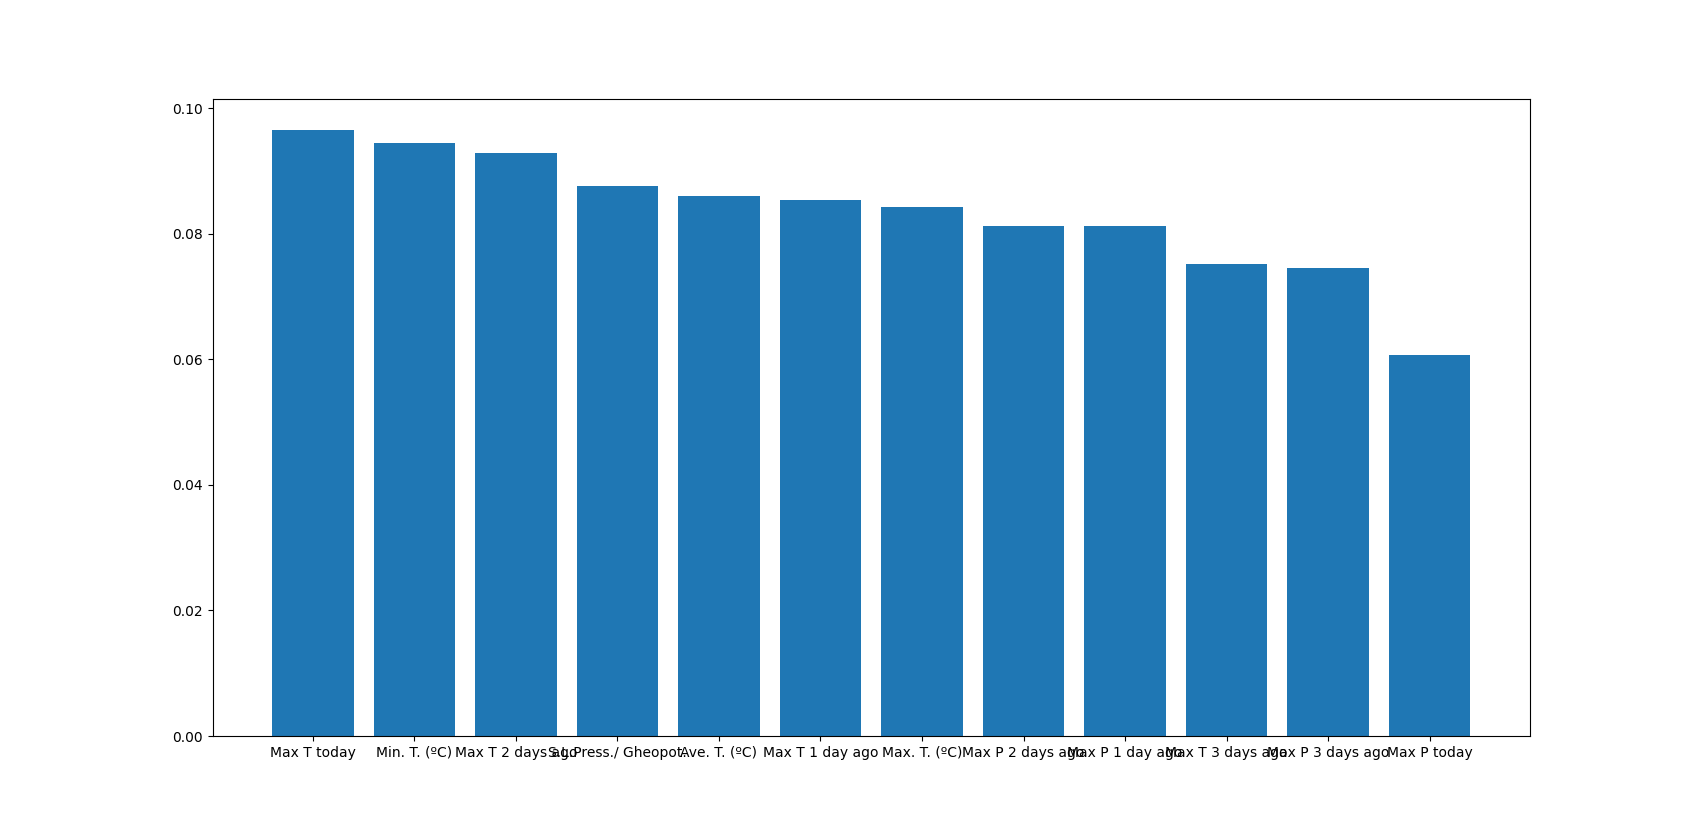 0.10
0.08
0.06
0.04
0.02
0.00
Max T today
Min. T. (ºC)
Max T 2 days ago
S.L.Press./ Gheopot.
Ave. T. (ºC)
Max T 1 day ago
Max. T. (ºC)
Max P 2 days ago
Max P 1 day ago
Max T 3 days ago
Max P 3 days ago
Max P today